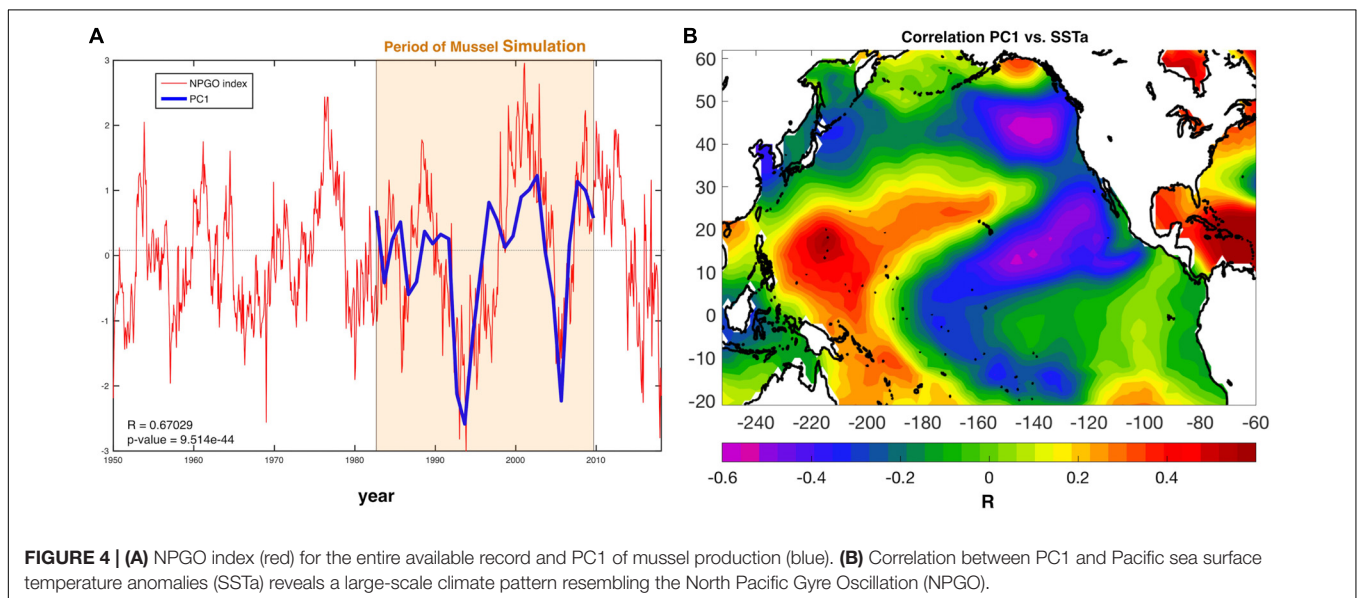 A
Period of Mussel Simulation
NPGO index
PC1
3
2
1
0
-1
-2
-3
R = 0.67029
p-value = 9.514e-44
1950 1960 1970 1980 1990 2000 2010
year
B
Correlation PC1 vs. SSTa
60
50
40
30
20
10
0
-10
-20
-240 -220 -200 -180 -160 -140 -120 -100 -80 -60
-0.6 -0.4 -0.2 0 0.2 0.4
R
FIGURE 4 | (A) NPGO index (red) for the entire available record and PC1 of mussel production (blue). (B) Correlation between PC1 and Pacific sea surface
temperature anomalies (SSTa) reveals a large-scale climate pattern resembling the North Pacific Gyre Oscillation (NPGO).